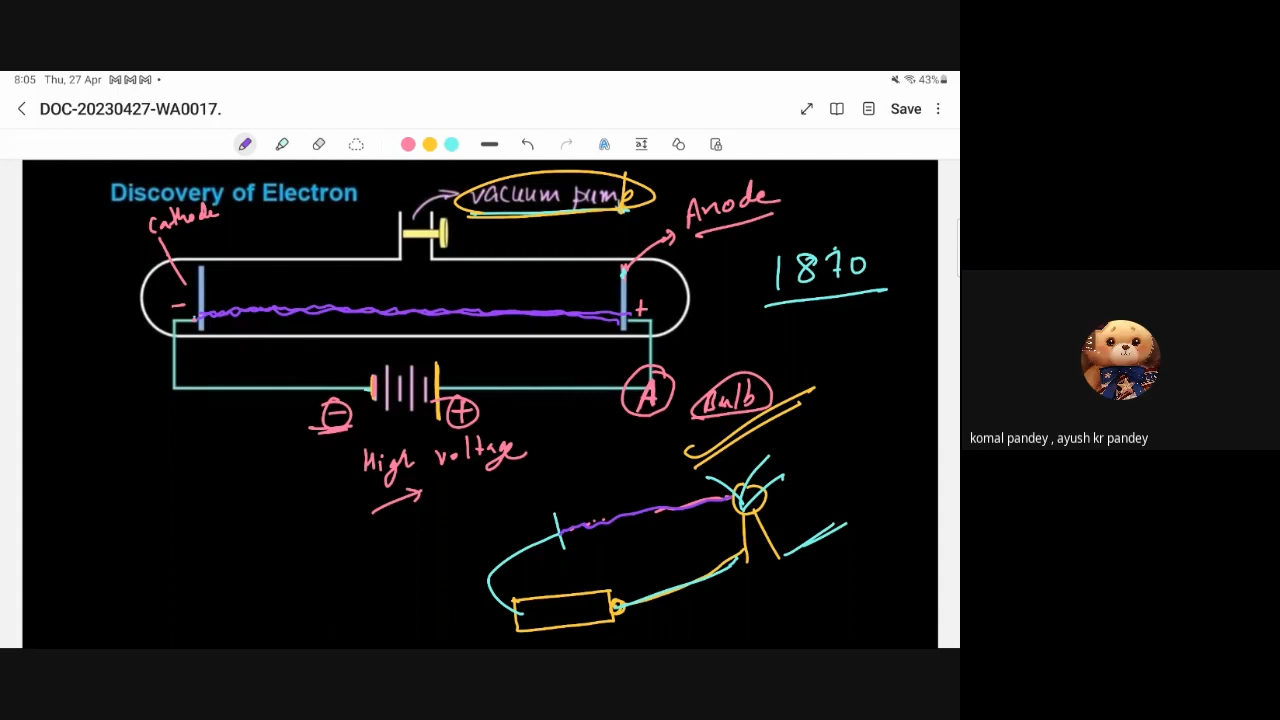 8:05 Thu, 27 Apr
43%
DOC-20230427-WA0017.
Save
Discovery of Electron
vacuum pump
Cathode
Anode
1870
-
+
A
Bulb
-
+
High voltage
komal pandey , ayush kr pandey